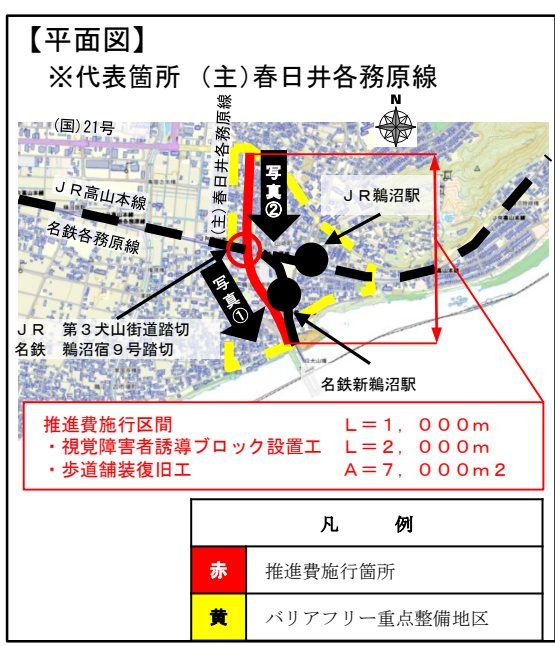 【平面図】
※代表箇所 (主)春日井各務原線
N
(国)21号
(主)春日井各務原線
写真②
JR鵜沼駅
JR高山本線
名鉄各務原線
写真①
JR 第3犬山街道踏切
名鉄 鵜沼宿9号踏切
名鉄新鵜沼駅
推進費施行区間 L=1,000m
・視覚障害者誘導ブロック設置工 L=2,000m
・歩道舗装復旧工 A=7,000m2
凡 例
赤 推進費施行箇所
黄 バリアフリー重点整備地区